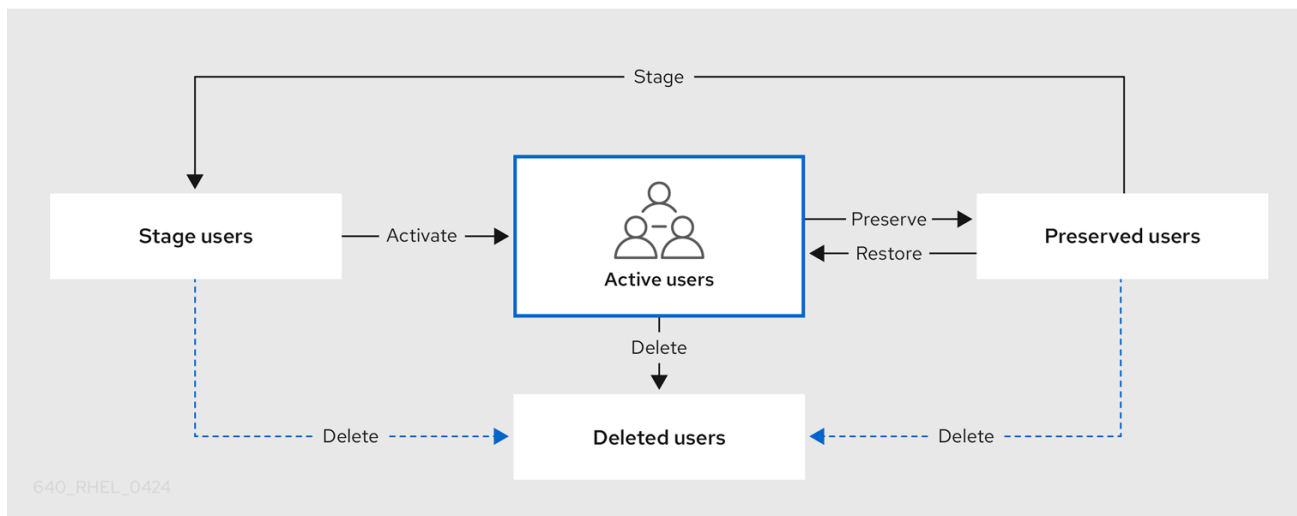 Stage
Stage users
Activate
Active users
Preserve
Restore
Preserved users
Delete
Delete
Deleted users
Delete
640_RHEL_0424